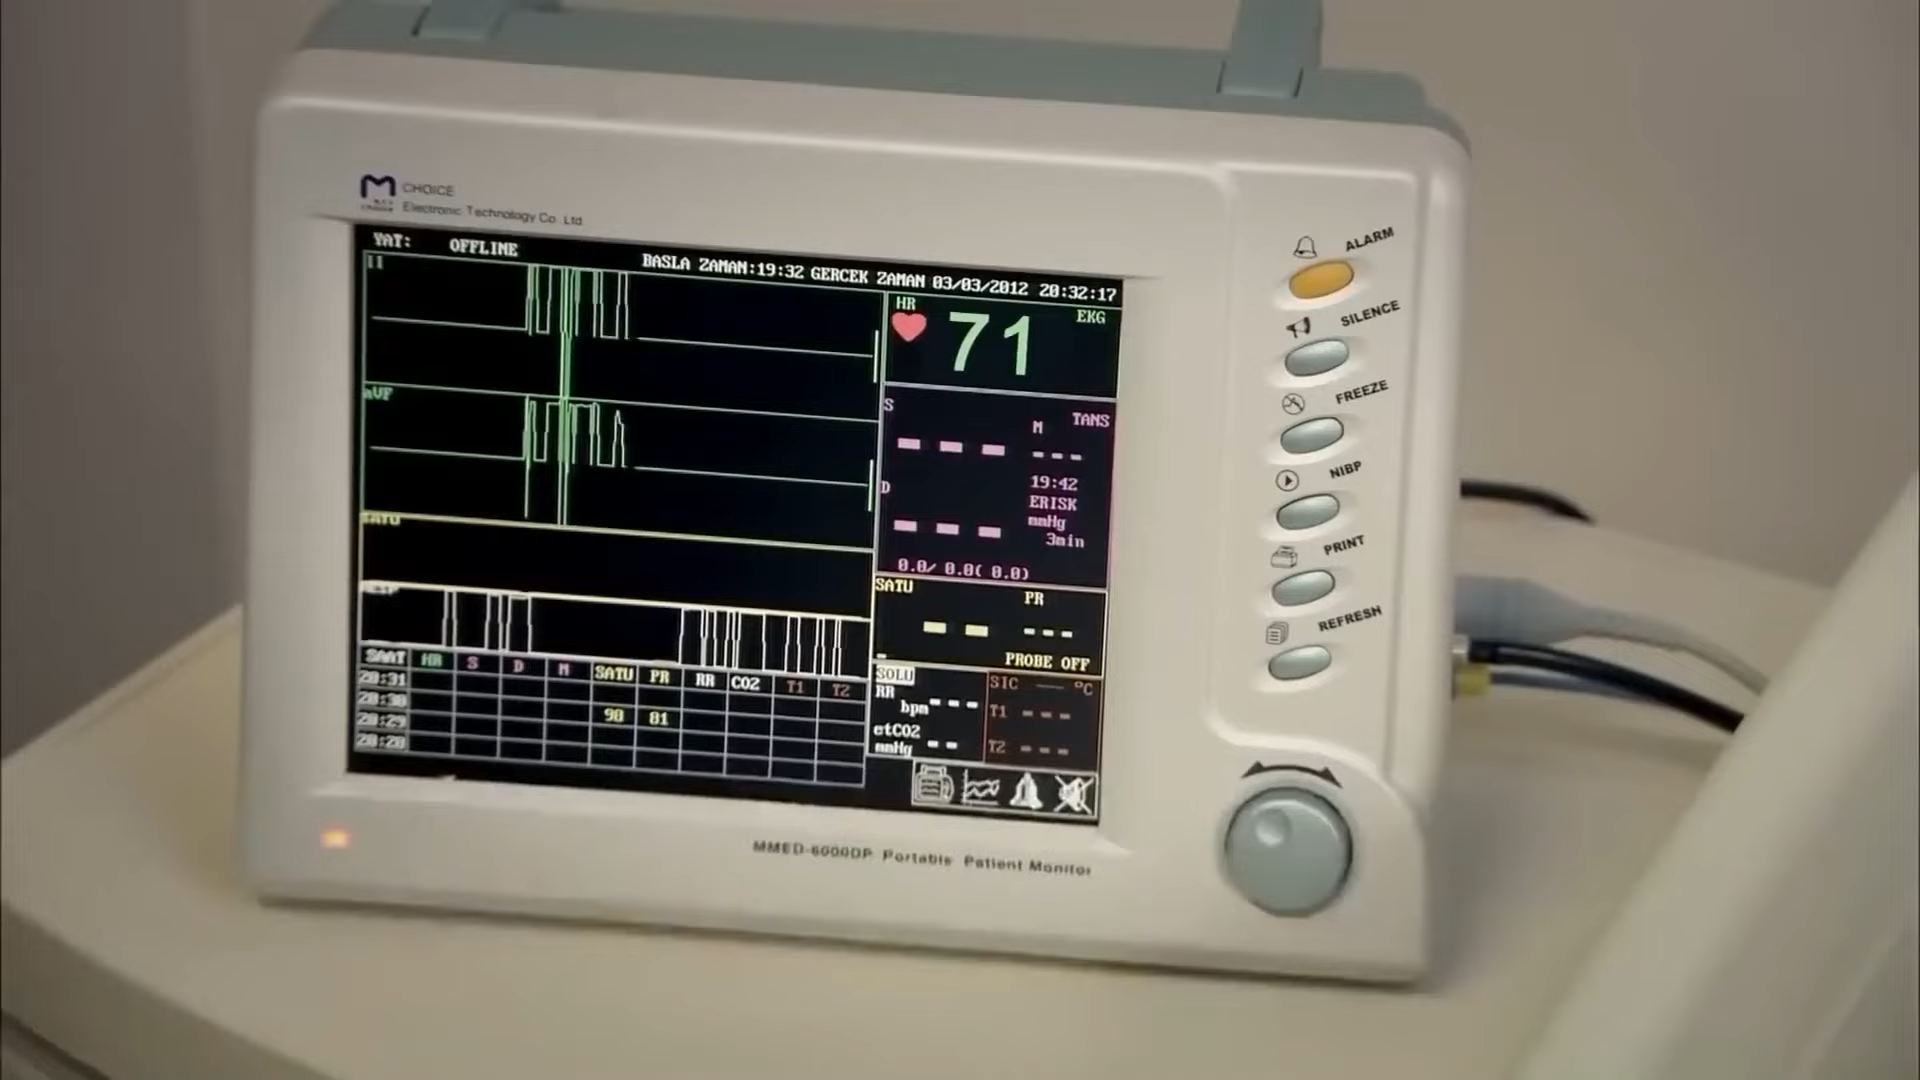 CHOICE
Electronic Technology Co. Ltd
YAT: OFFLINE
BASLA ZAMAN:19:32 GERCEK ZAMAN 03/03/2012 20:32:17
II
HR
71
EKG
aVF
S
M
TANS
---
---
19:42
D
ERISK
mmHg
---
3min
0.0/ 0.0( 0.0)
SATU
SATU
PR
--
---
PROBE OFF
RESP
SAAT HR S D M SATU PR RR CO2 T1 T2
20:31
20:30
20:29 90 81
20:28
SOLU
RR
bpm ---
etCO2
mmHg --
SIC --- °C
T1 ---
T2 ---
MMED-6000DP Portable Patient Monitor
ALARM
SILENCE
FREEZE
NIBP
PRINT
REFRESH